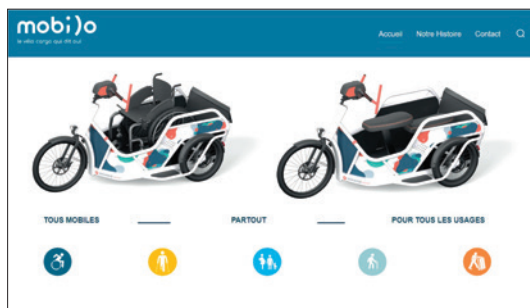 mobi)o
le vélo cargo qui dit oui
Accueil Notre Histoire Contact
TOUS MOBILES PARTOUT POUR TOUS LES USAGES